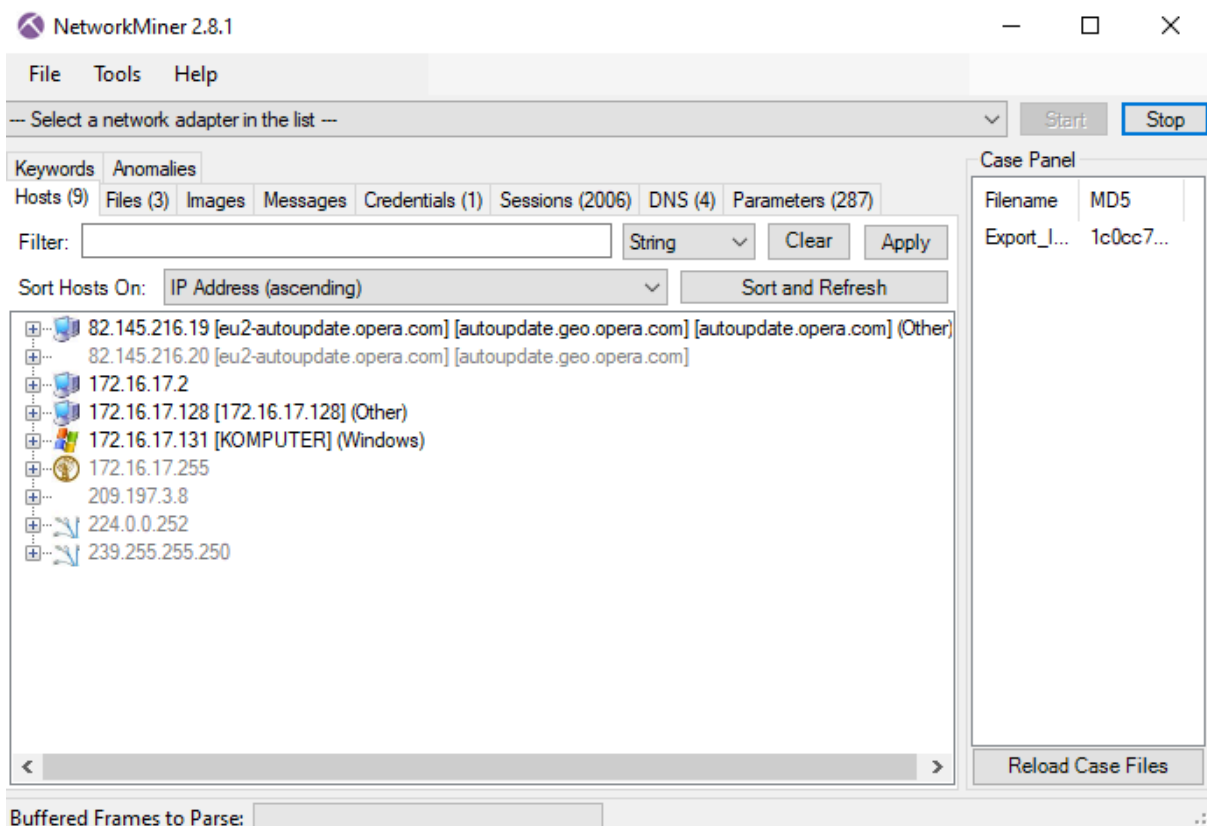 NetworkMiner 2.8.1
File Tools Help
--- Select a network adapter in the list ---
Start Stop
Keywords Anomalies
Hosts (9) Files (3) Images Messages Credentials (1) Sessions (2006) DNS (4) Parameters (287)
Filter: String Clear Apply
Sort Hosts On: IP Address (ascending) Sort and Refresh
82.145.216.19 [eu2-autoupdate.opera.com] [autoupdate.geo.opera.com] [autoupdate.opera.com] (Other)
82.145.216.20 [eu2-autoupdate.opera.com] [autoupdate.geo.opera.com]
172.16.17.2
172.16.17.128 [172.16.17.128] (Other)
172.16.17.131 [KOMPUTER] (Windows)
172.16.17.255
209.197.3.8
224.0.0.252
239.255.255.250
Case Panel
Filename MD5
Export_I... 1c0cc7...
Reload Case Files
Buffered Frames to Parse: